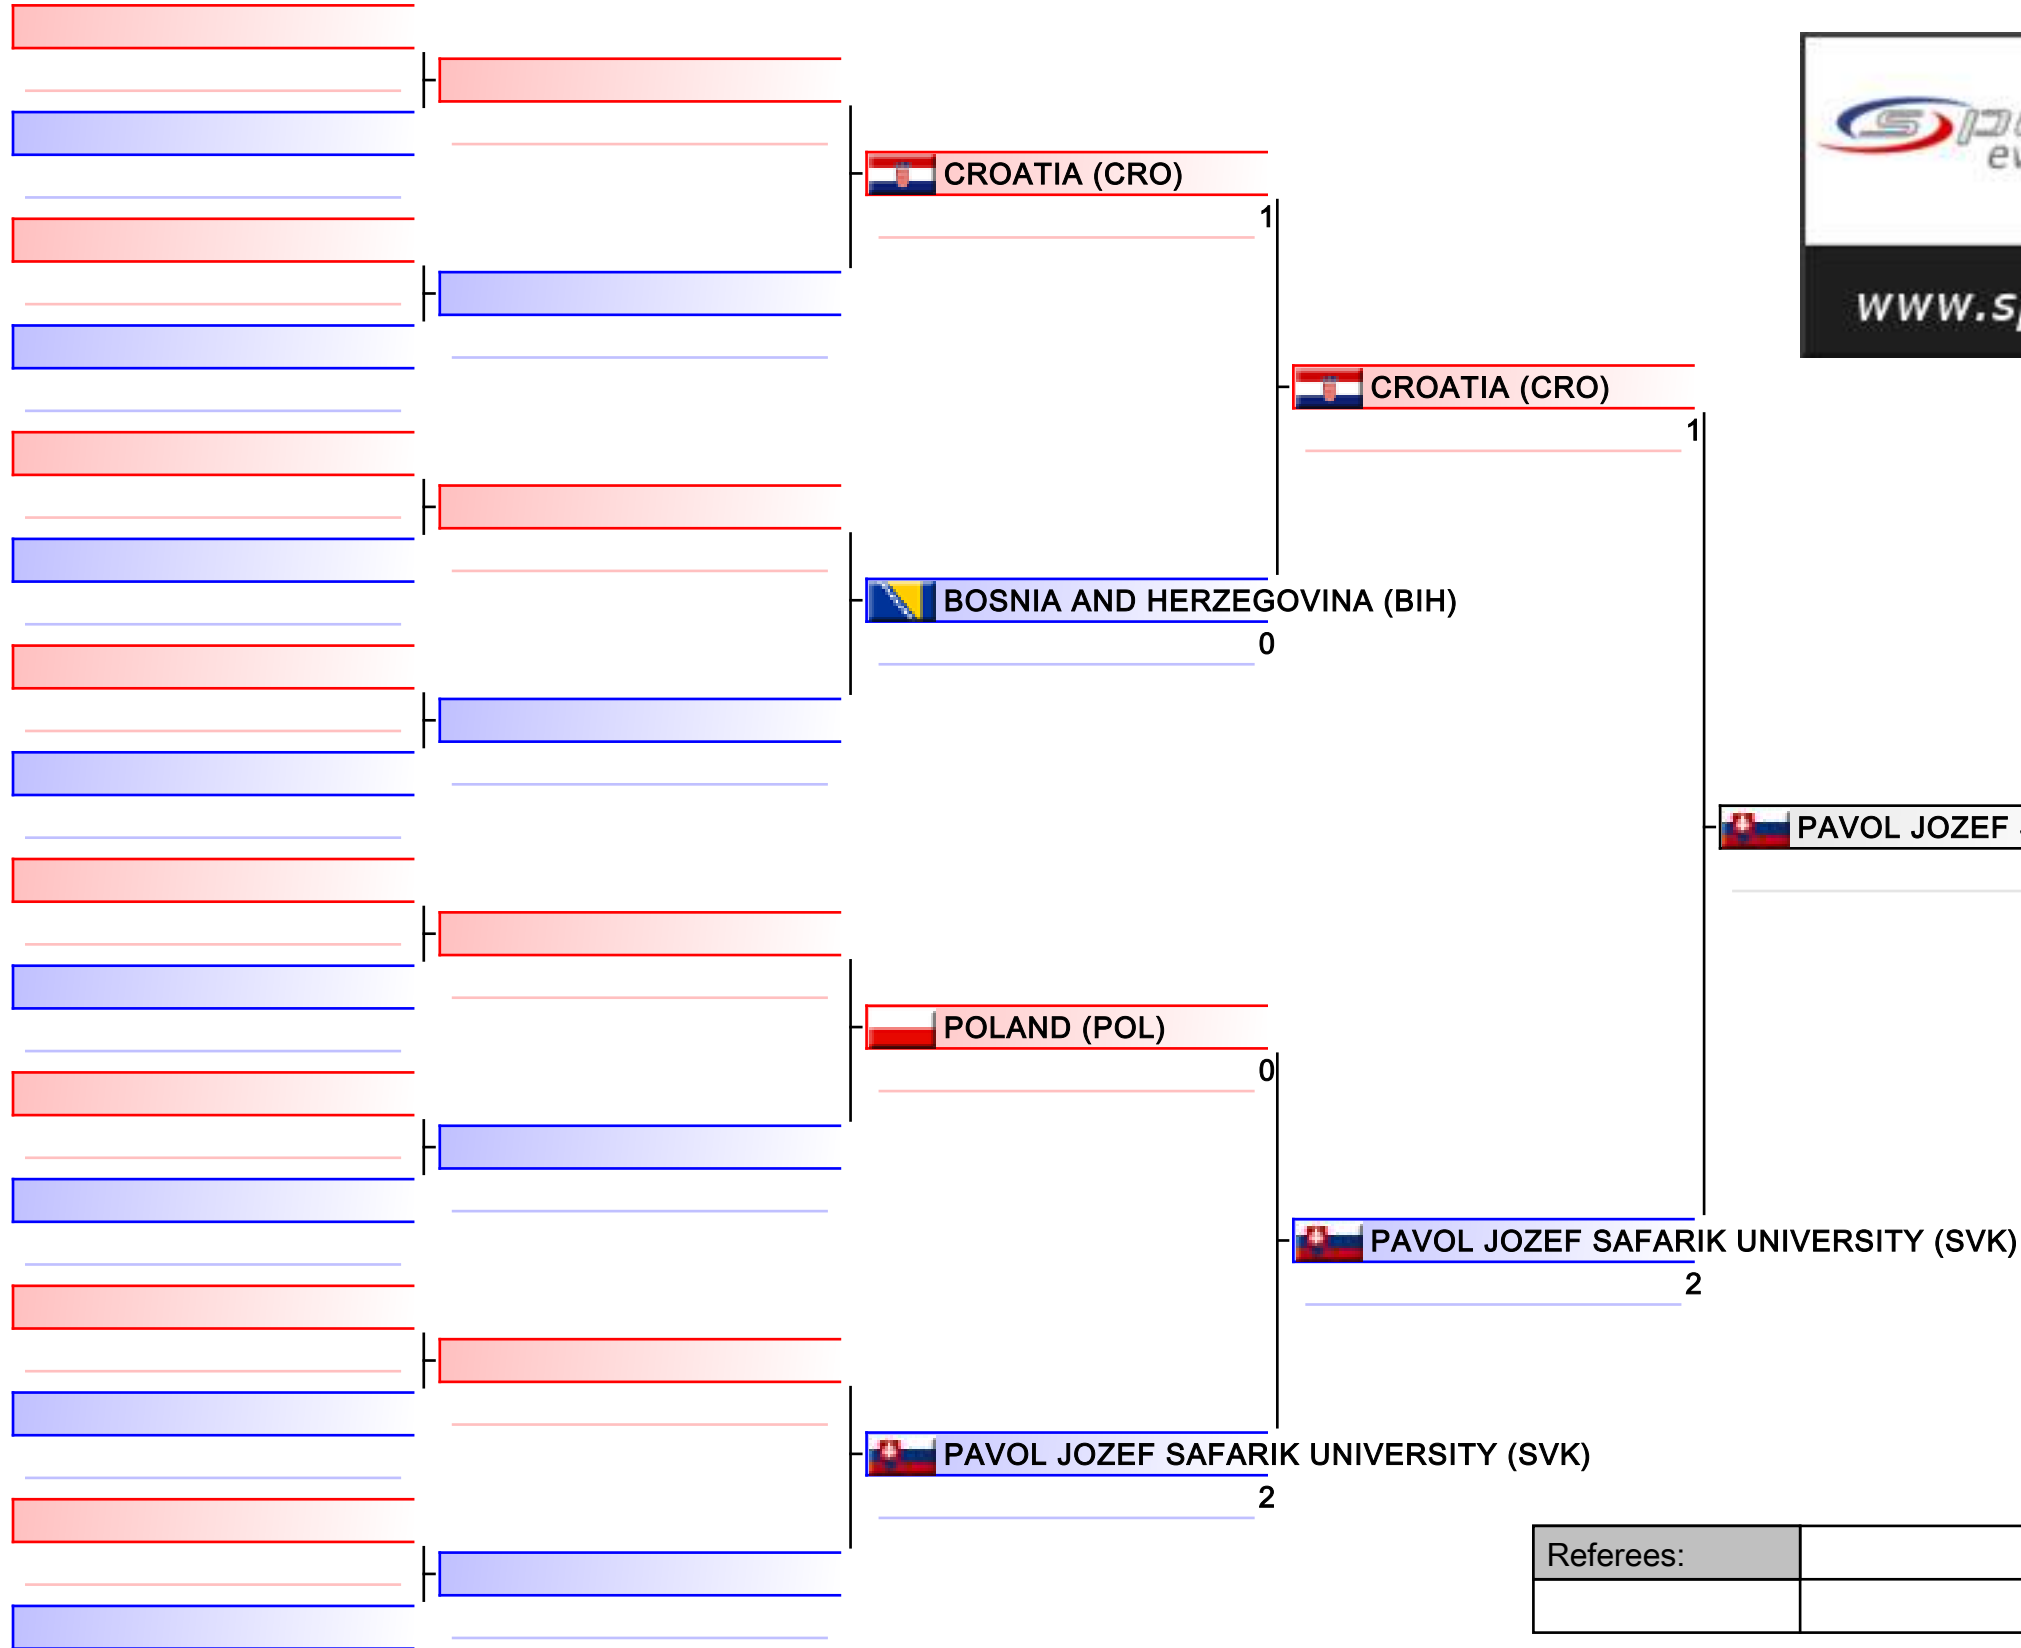 CROATIA (CRO)
1
www.s
CROATIA (CRO)
1
BOSNIA AND HERZEGOVINA (BIH)
0
PAVOL JOZEF
POLAND (POL)
0
PAVOL JOZEF SAFARIK UNIVERSITY (SVK)
2
PAVOL JOZEF SAFARIK UNIVERSITY (SVK)
2
Referees: